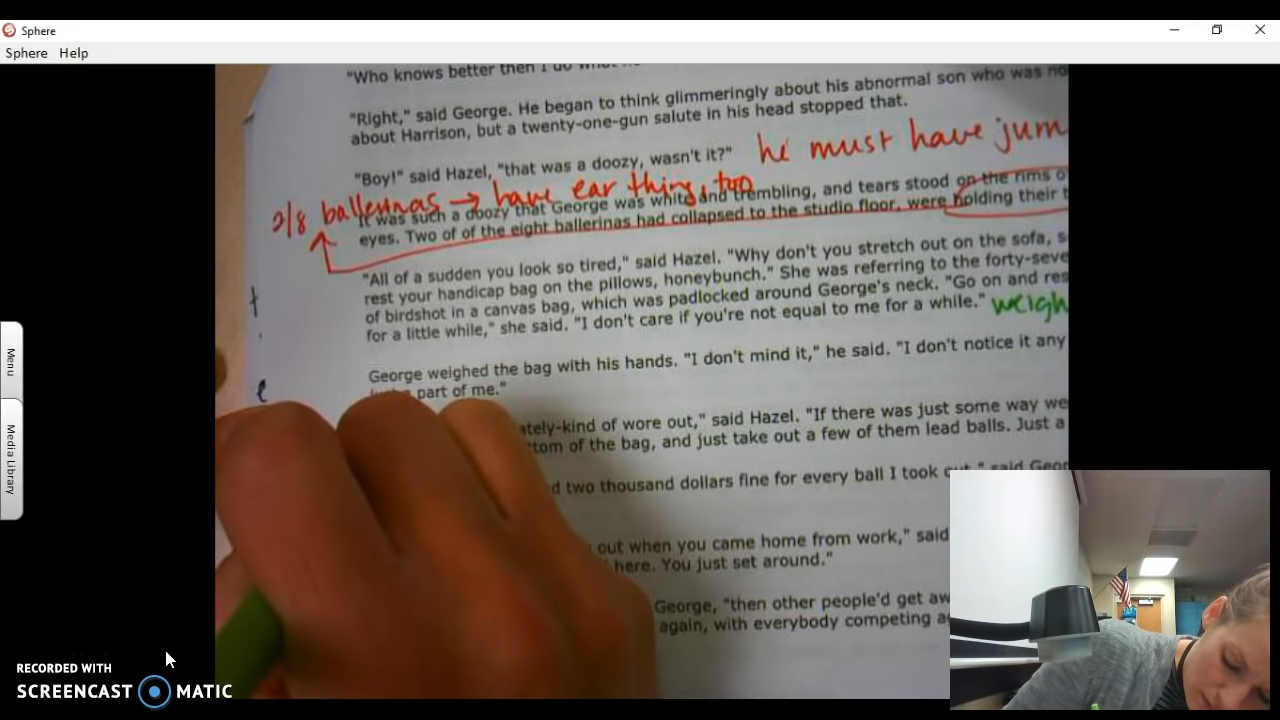 Sphere
Sphere Help
"Who knows better then I do
"Right," said George. He began to think glimmeringly about his abnormal son who was
about Harrison, but a twenty-one-gun salute in his head stopped that.
"Boy!" said Hazel, "that was a doozy, wasn't it?" he must have jum
2/8 ballerinas → have ear things, too
It was such a doozy that George was white and trembling, and tears stood on the rims o
eyes. Two of of the eight ballerinas had collapsed to the studio floor, were holding their t
"All of a sudden you look so tired," said Hazel. "Why don't you stretch out on the sofa, s
rest your handicap bag on the pillows, honeybunch." She was referring to the forty-seve
of birdshot in a canvas bag, which was padlocked around George's neck. "Go on and res
for a little while," she said. "I don't care if you're not equal to me for a while." weigh
George weighed the bag with his hands. "I don't mind it," he said. "I don't notice it any
part of me."
ately-kind of wore out," said Hazel. "If there was just some way we
tom of the bag, and just take out a few of them lead balls. Just a
d two thousand dollars fine for every ball I took out," said Geor
out when you came home from work," said
here. You just set around."
George, "then other people'd get aw
again, with everybody competing a
Menu
Media Library
RECORDED WITH
SCREENCAST MATIC